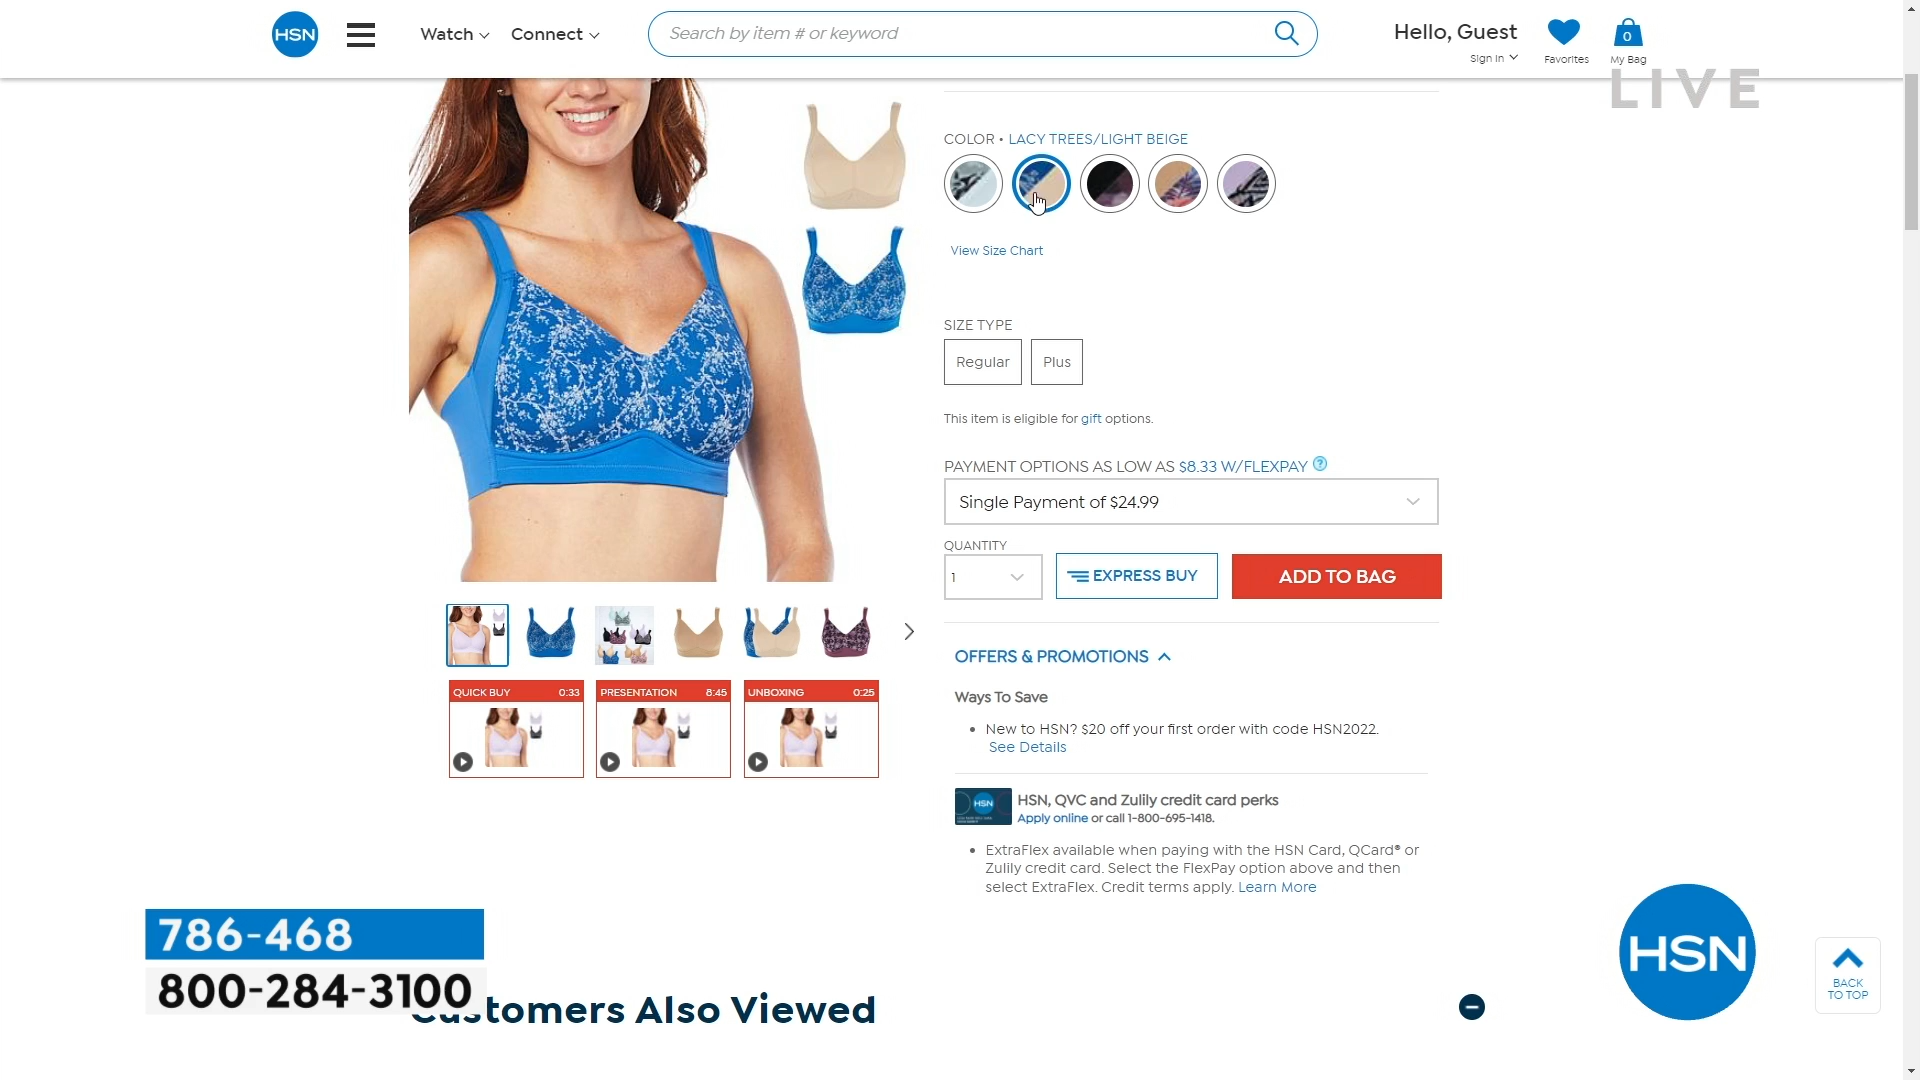 HSN
Watch
Connect
Search by item # or keyword
Hello, Guest
Sign In
Favorites
0
My Bag
LIVE
COLOR • LACY TREES/LIGHT BEIGE
View Size Chart
SIZE TYPE
Regular
Plus
This item is eligible for gift options.
PAYMENT OPTIONS AS LOW AS $8.33 W/FLEXPAY ?
Single Payment of $24.99
QUANTITY
1
EXPRESS BUY
ADD TO BAG
QUICK BUY 0:33
PRESENTATION 8:45
UNBOXING 0:25
OFFERS & PROMOTIONS
Ways To Save
• New to HSN? $20 off your first order with code HSN2022.
See Details
HSN
HSN, QVC and Zulily credit card perks
Apply online or call 1-800-695-1418.
• ExtraFlex available when paying with the HSN Card, QCard® or
Zulily credit card. Select the FlexPay option above and then
select ExtraFlex. Credit terms apply. Learn More
786-468
800-284-3100
Customers Also Viewed
HSN
BACK
TO TOP